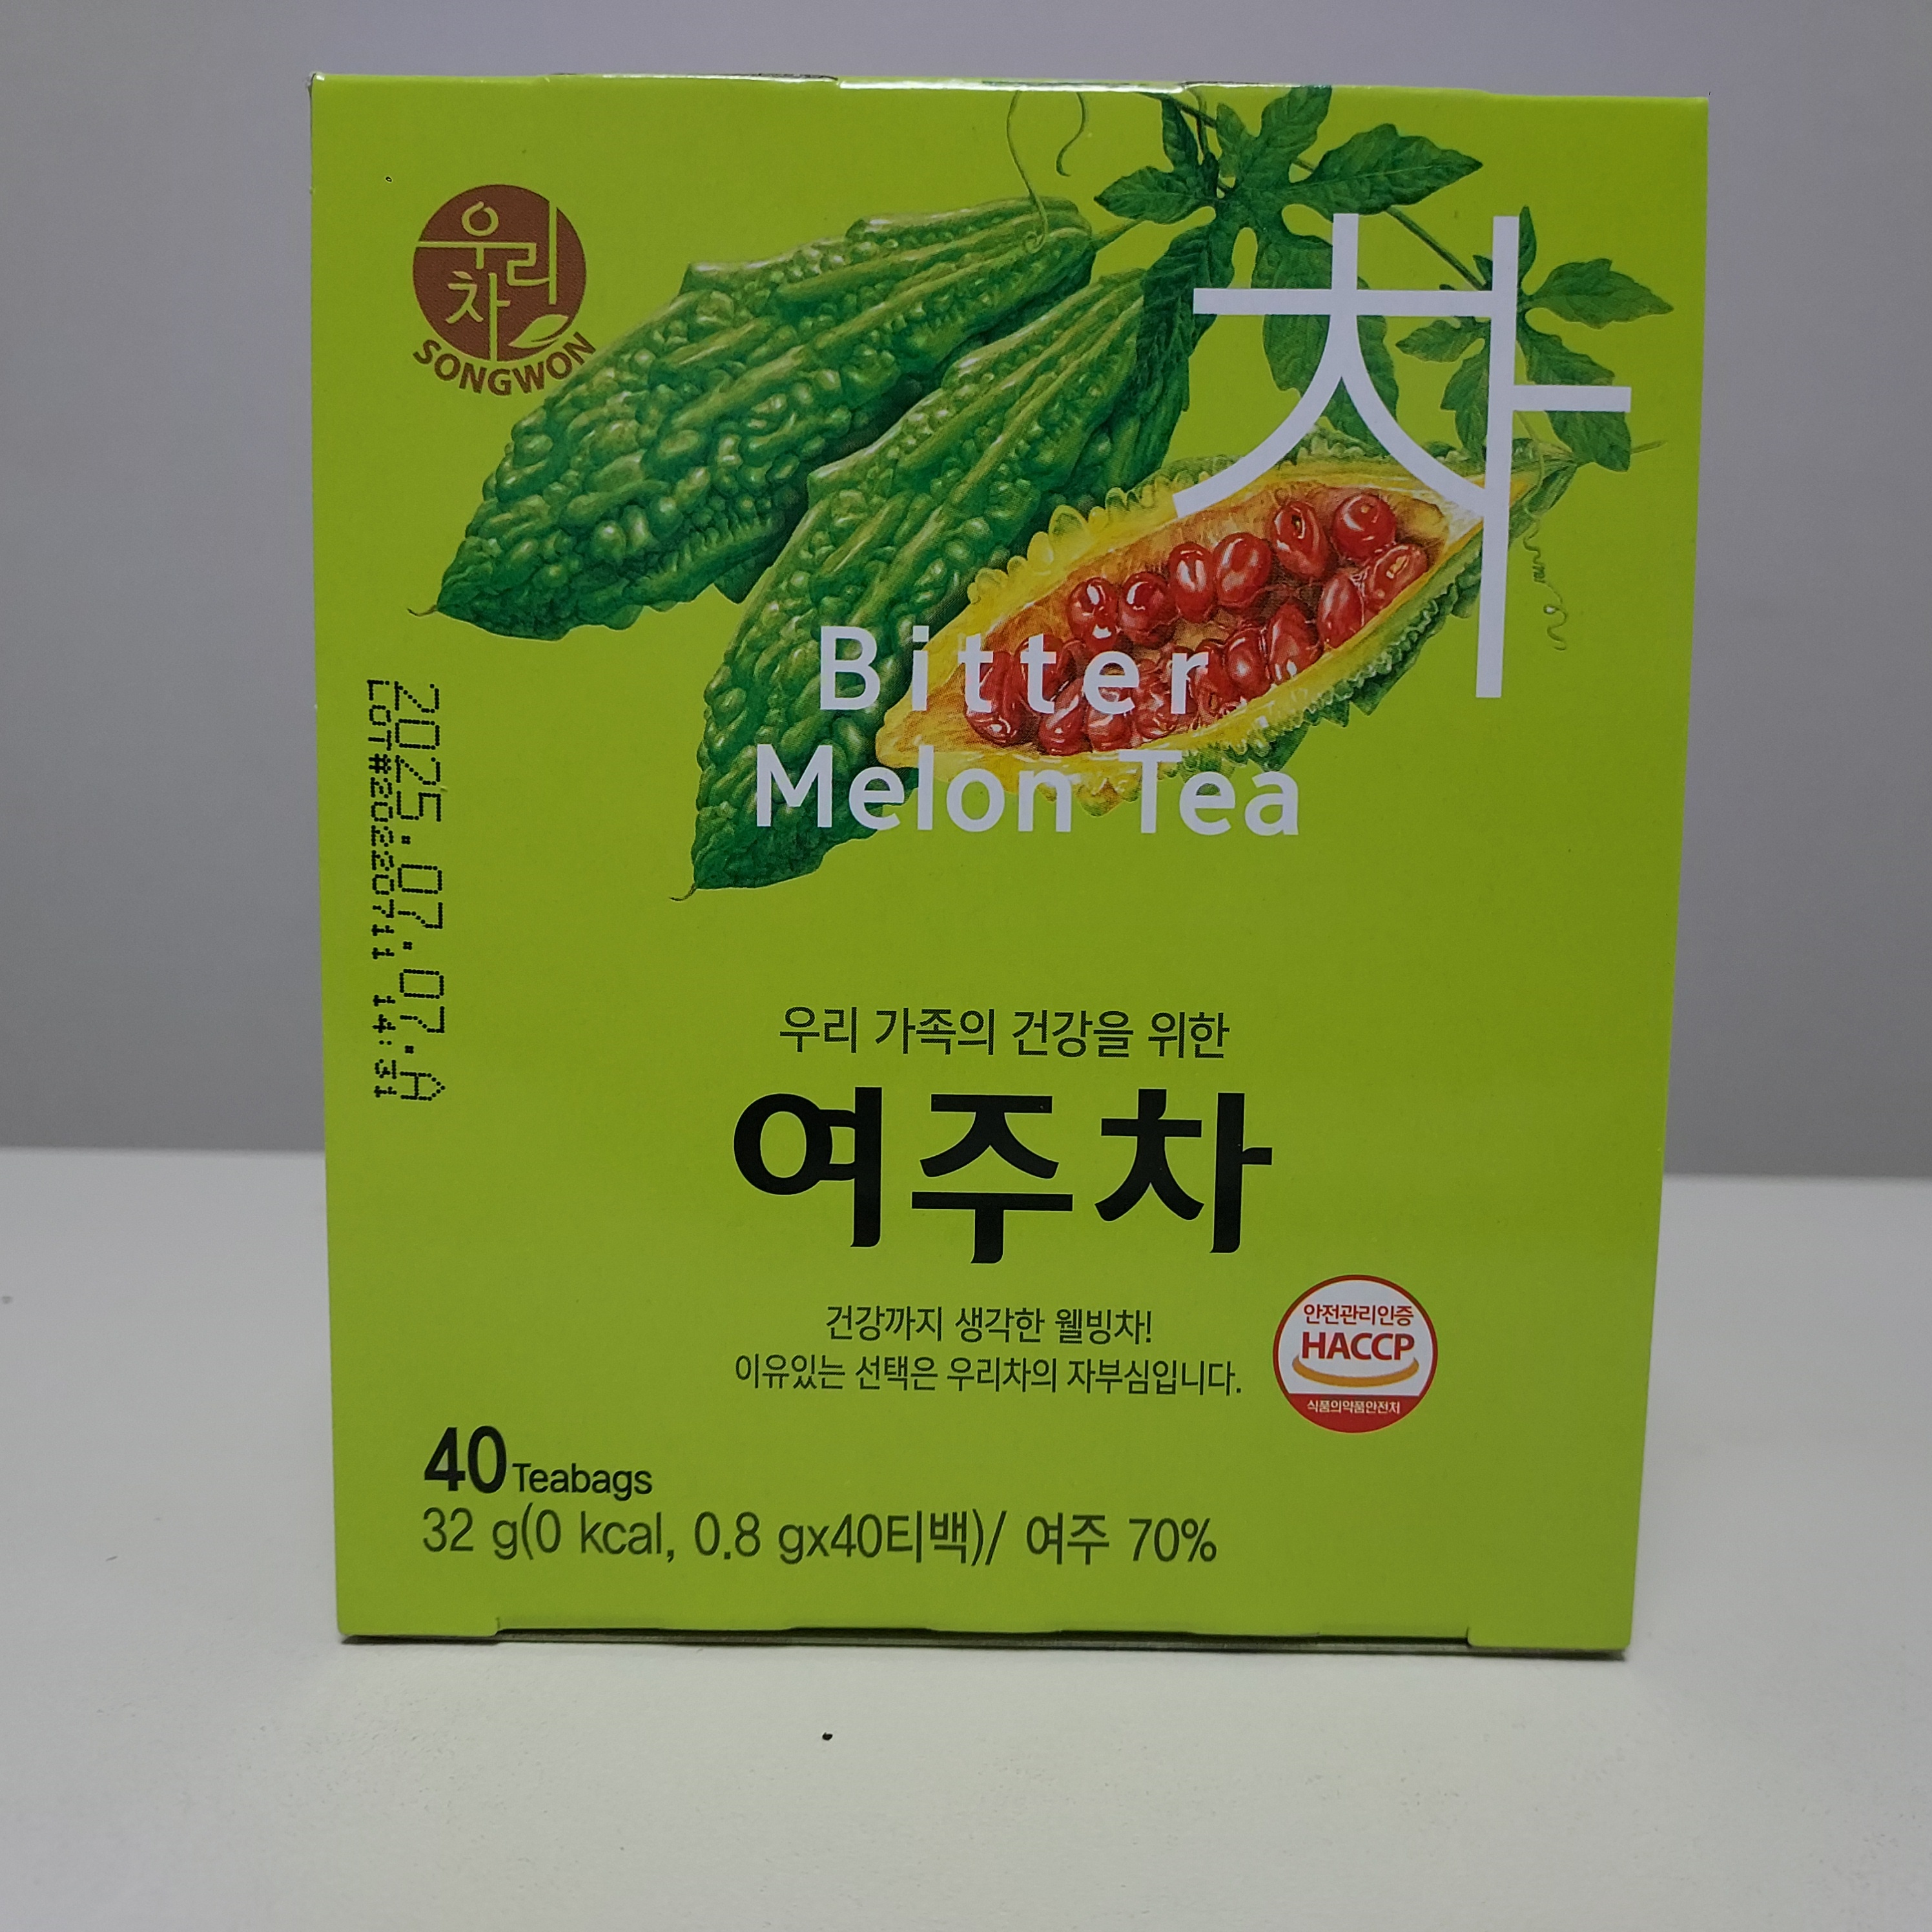 우리
차
SONGWON
차
Bitter
Melon Tea
2025.07.07.A
LOT#20220711 14:31
우리 가족의 건강을 위한
여주차
건강까지 생각한 웰빙차!
이유있는 선택은 우리차의 자부심입니다.
안전관리인증
HACCP
식품의약품안전처
40 Teabags
32 g(0 kcal, 0.8 gx40티백)/ 여주 70%